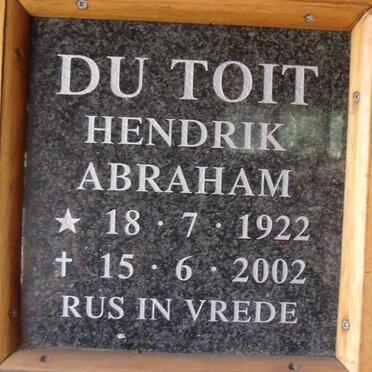 DU TOIT
HENDRIK
ABRAHAM
★ 18 · 7 · 1922
✝ 15 · 6 · 2002
RUS IN VREDE